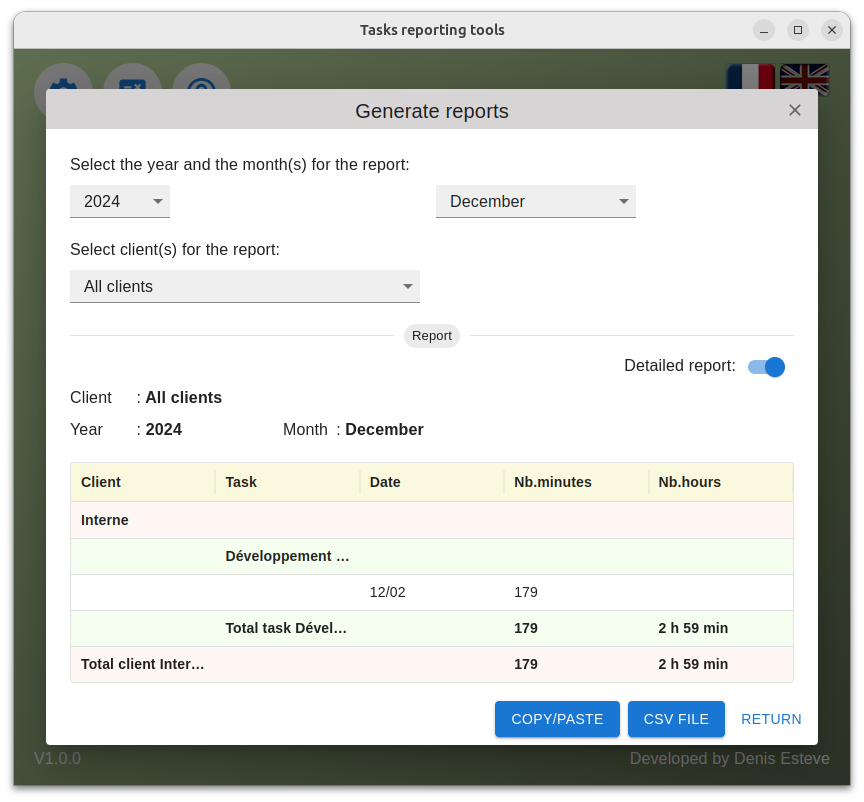 Tasks reporting tools
Generate reports
Select the year and the month(s) for the report:
2024 December
Select client(s) for the report:
All clients
Report
Detailed report:
Client : All clients
Year : 2024 Month : December
Client Task Date Nb.minutes Nb.hours
Interne
Développement …
12/02 179
Total task Dével… 179 2 h 59 min
Total client Inter… 179 2 h 59 min
COPY/PASTE CSV FILE RETURN
V1.0.0 Developed by Denis Esteve